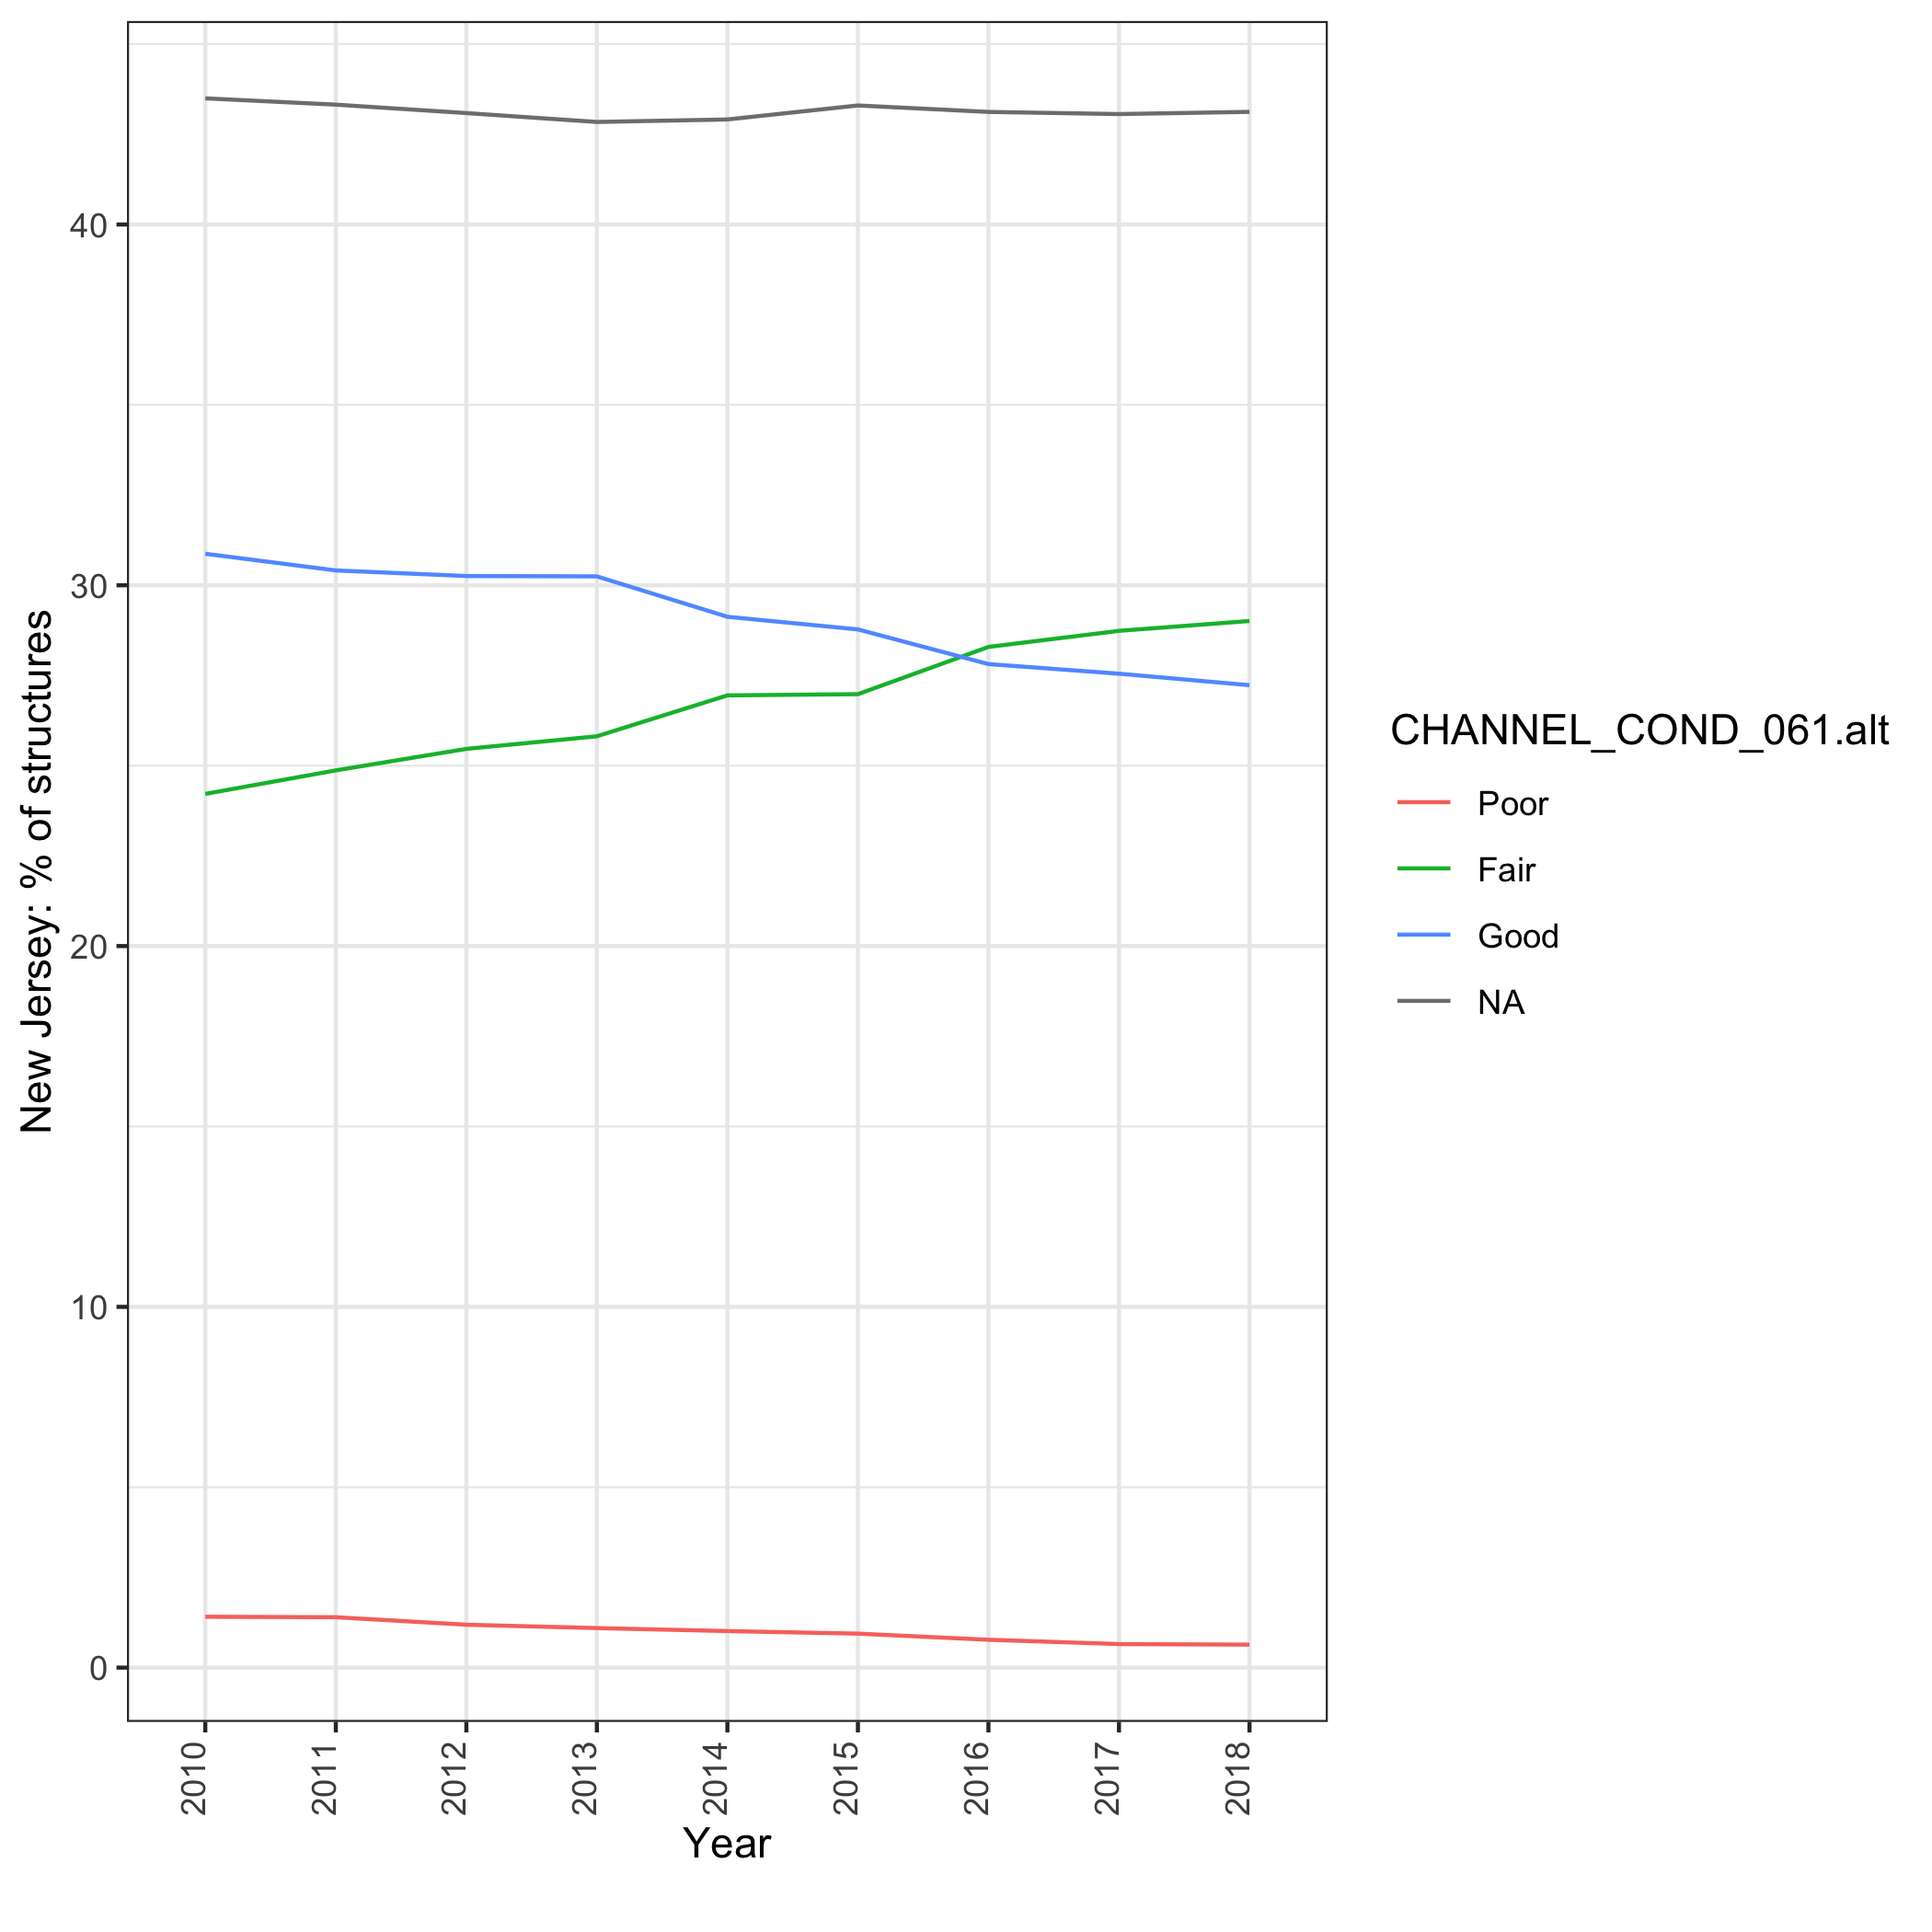 New Jersey: % of structures
40
30
20
10
0
2010
2011
2012
2013
2014
2015
2016
2017
2018
Year
CHANNEL_COND_061.alt
Poor
Fair
Good
NA